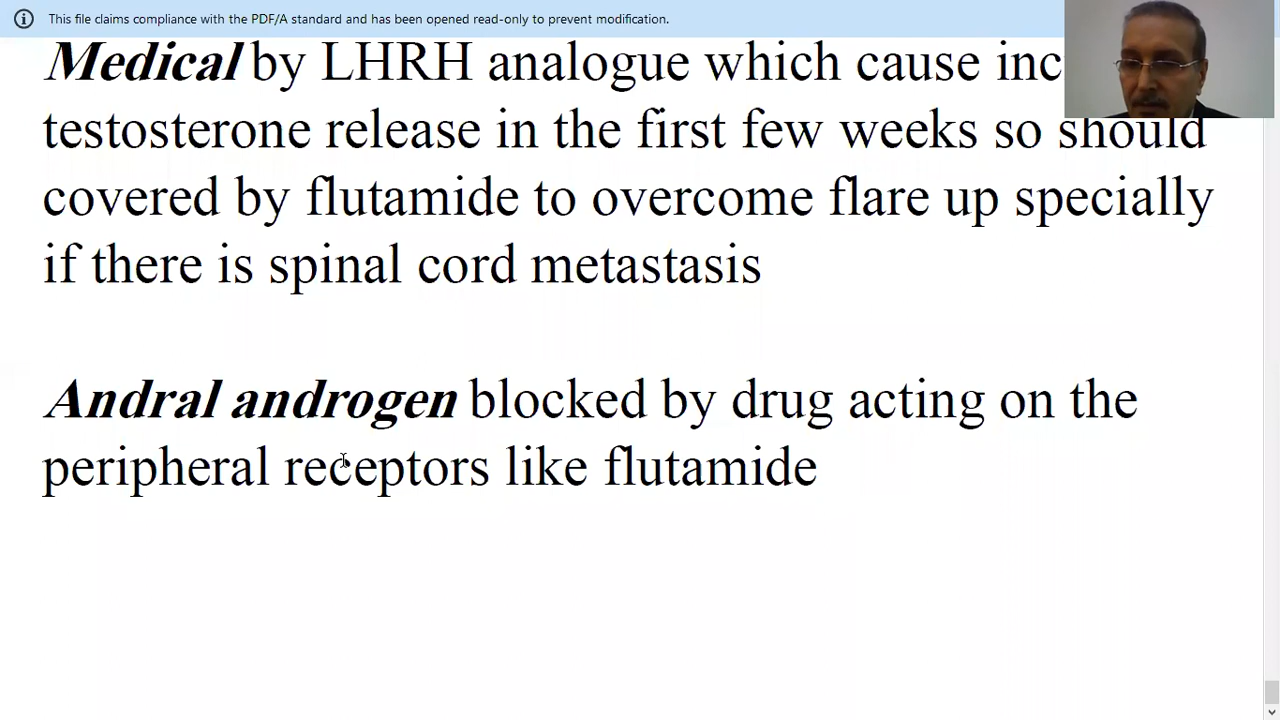 This file claims compliance with the PDF/A standard and has been opened read-only to prevent modification.
Medical by LHRH analogue which cause
testosterone release in the first few weeks so should
covered by flutamide to overcome flare up specially
if there is spinal cord metastasis
Andral androgen blocked by drug acting on the
peripheral receptors like flutamide